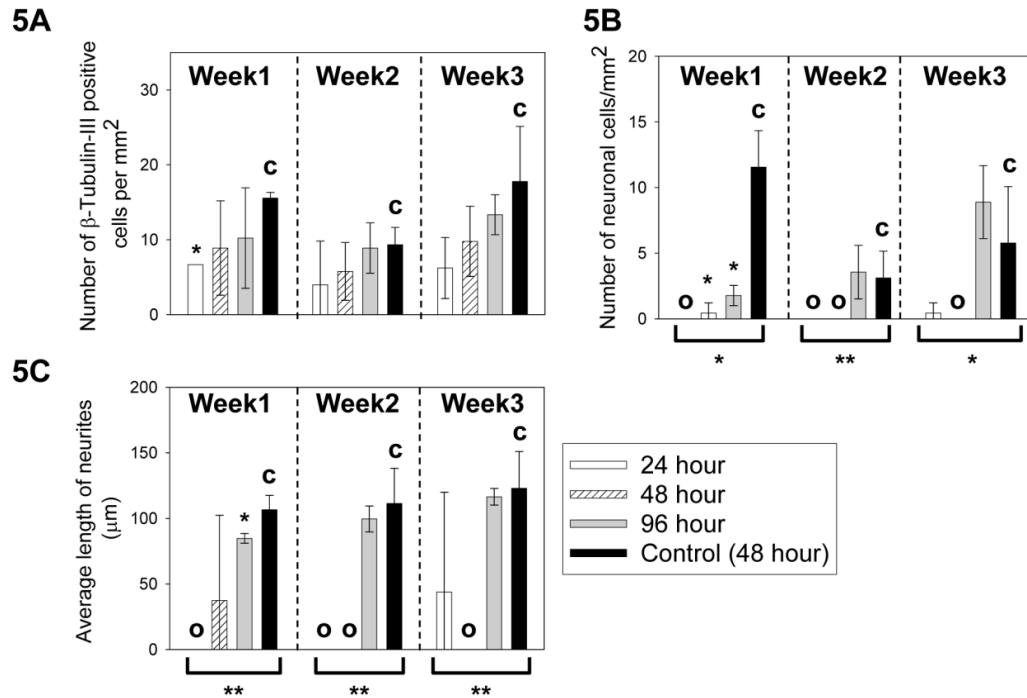 5A
Number of β-Tubulin-III positive
cells per mm2
30
20
10
0
Week1
Week2
Week3
*
c
c
c
5B
Number of neuronal cells/mm2
20
15
10
5
0
Week1
Week2
Week3
o
*
*
c
o
o
c
o
c
*
**
*
5C
Average length of neurites
(μm)
200
150
100
50
0
Week1
Week2
Week3
o
*
c
o
o
c
o
c
**
**
**
24 hour
48 hour
96 hour
Control (48 hour)